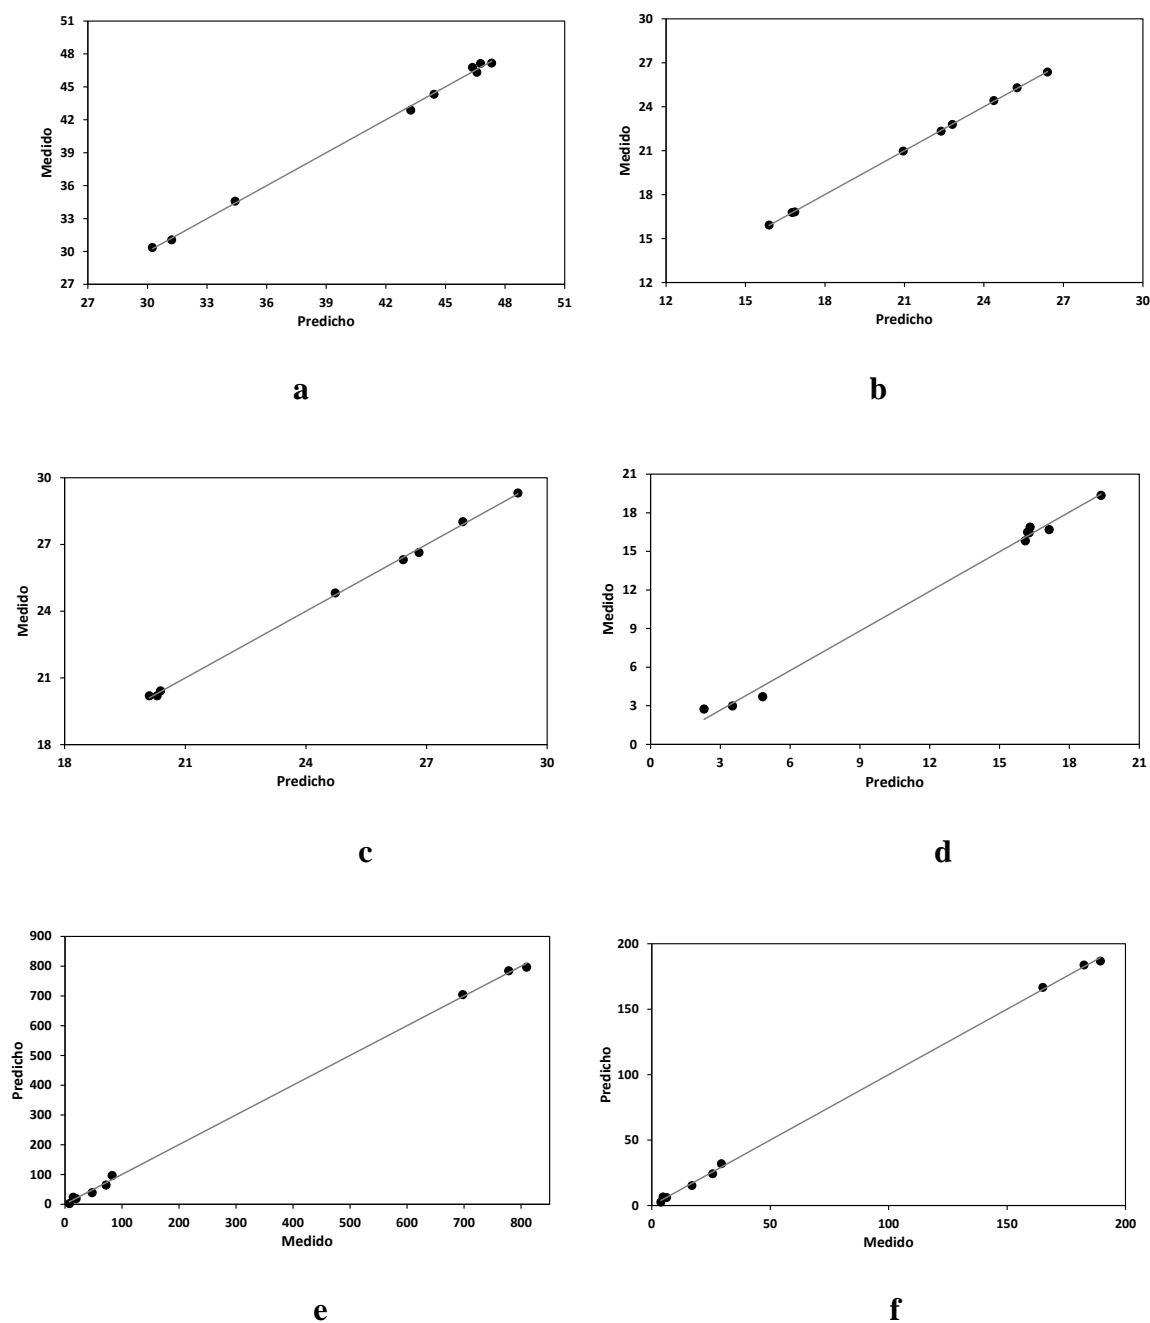 51
48
45
42
39
36
33
30
27
27 30 33 36 39 42 45 48 51
Medido
Predicho
a
30
27
24
21
18
15
12
12 15 18 21 24 27 30
Medido
Predicho
b
30
27
24
21
18
18 21 24 27 30
Medido
Predicho
c
21
18
15
12
9
6
3
0
0 3 6 9 12 15 18 21
Medido
Predicho
d
900
800
700
600
500
400
300
200
100
0
0 100 200 300 400 500 600 700 800
Predicho
Medido
e
200
150
100
50
0
0 50 100 150 200
Predicho
Medido
f